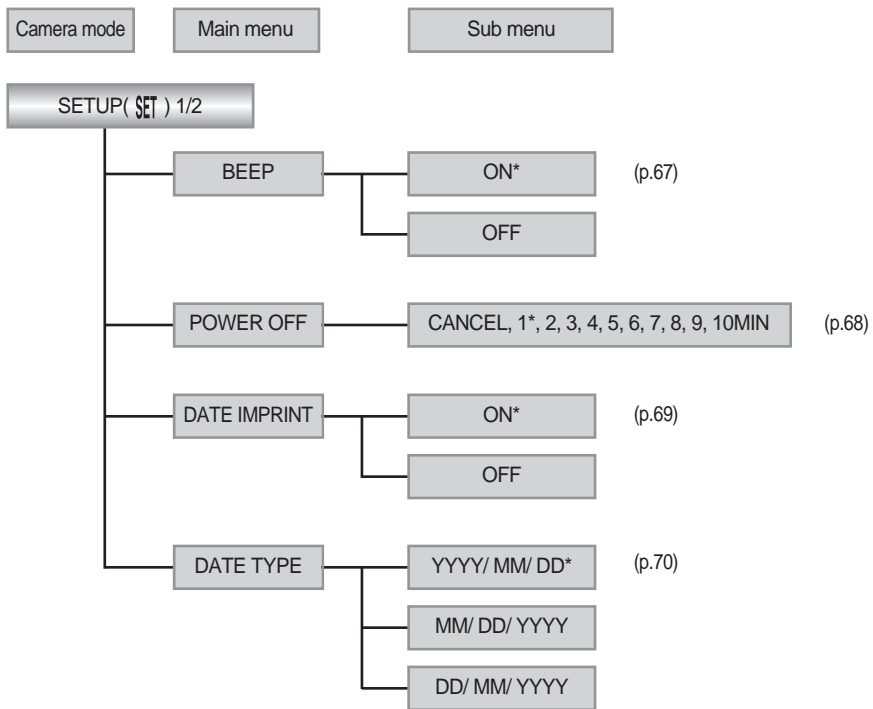 Camera mode Main menu Sub menu
SETUP( SET ) 1/2
BEEP ON* (p.67)
OFF
POWER OFF CANCEL, 1*, 2, 3, 4, 5, 6, 7, 8, 9, 10MIN (p.68)
DATE IMPRINT ON* (p.69)
OFF
DATE TYPE YYYY/ MM/ DD* (p.70)
MM/ DD/ YYYY
DD/ MM/ YYYY